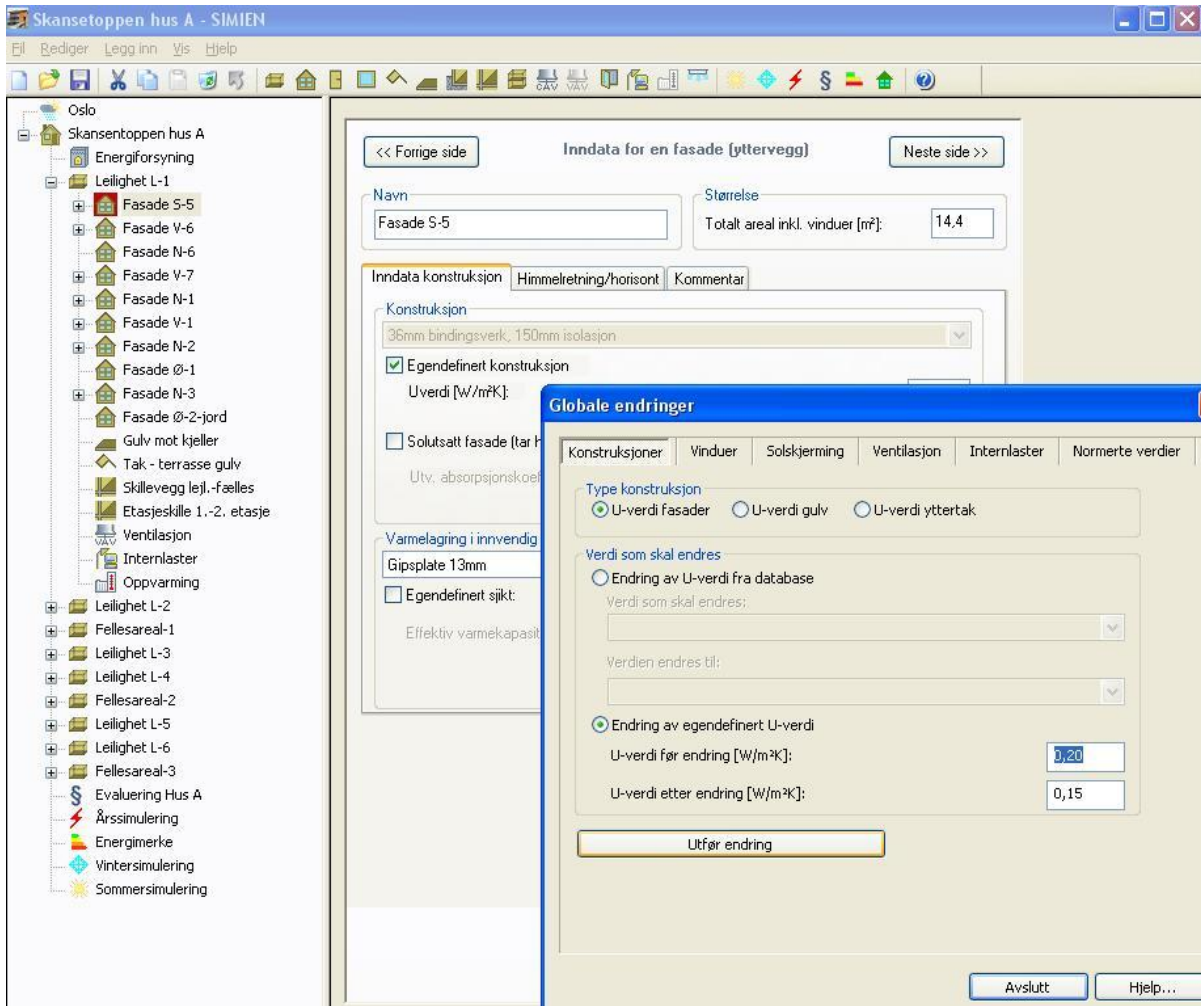 Skansetoppen hus A - SIMIEN
Fil Rediger Legg inn Vis Hjelp
CAV CAV §
Oslo
Skansentoppen hus A
Energiforsyning
Leilighet L-1
Fasade S-5
Fasade V-6
Fasade N-6
Fasade V-7
Fasade N-1
Fasade V-1
Fasade N-2
Fasade Ø-1
Fasade N-3
Fasade Ø-2-jord
Gulv mot kjeller
Tak - terrasse gulv
Skillevegg lejl.-fælles
Etasjeskille 1.-2. etasje
Ventilasjon
Internlaster
Oppvarming
Leilighet L-2
Fellesareal-1
Leilighet L-3
Leilighet L-4
Fellesareal-2
Leilighet L-5
Leilighet L-6
Fellesareal-3
§ Evaluering Hus A
Årssimulering
Energimerke
Vintersimulering
Sommersimulering
<< Forrige side
Inndata for en fasade (yttervegg)
Neste side >>
Navn
Fasade S-5
Størrelse
Totalt areal inkl. vinduer [m²]: 14,4
Inndata konstruksjon Himmelretning/horisont Kommentar
Konstruksjon
36mm bindingsverk, 150mm isolasjon
Egendefinert konstruksjon
Uverdi [W/m²K]:
Solutsatt fasade (tar h
Utv. absorpsjonskoef
Varmelagring i innvendig
Gipsplate 13mm
Egendefinert sjikt:
Effektiv varmekapasit
Globale endringer
Konstruksjoner Vinduer Solskjerming Ventilasjon Internlaster Normerte verdier
Type konstruksjon
U-verdi fasader U-verdi gulv U-verdi yttertak
Verdi som skal endres
Endring av U-verdi fra database
Verdi som skal endres:
Verdien endres til:
Endring av egendefinert U-verdi
U-verdi før endring [W/m²K]: 0,20
U-verdi etter endring [W/m²K]: 0,15
Utfør endring
Avslutt Hjelp...